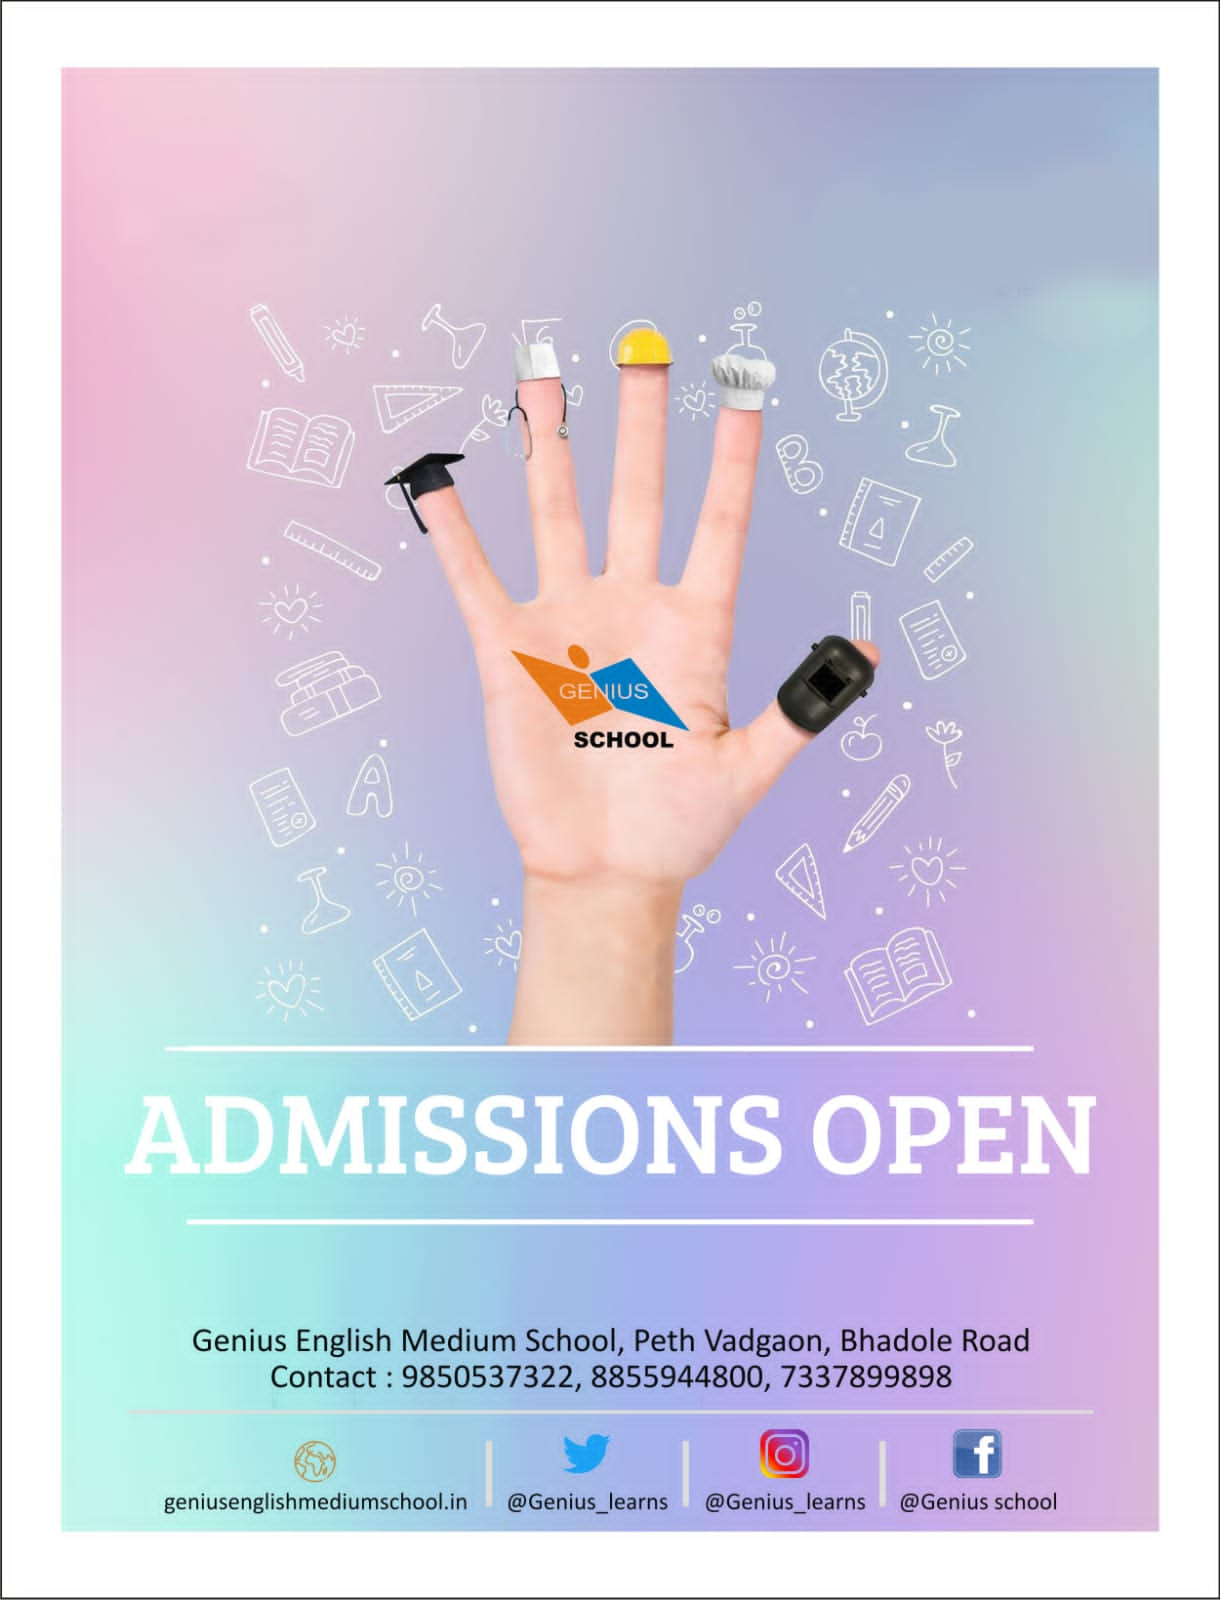 GENIUS
SCHOOL
B
A
ADMISSIONS OPEN
Genius English Medium School, Peth Vadgaon, Bhadole Road
Contact : 9850537322, 8855944800, 7337899898
geniusenglishmediumschool.in
@Genius_learns
@Genius_learns
@Genius school